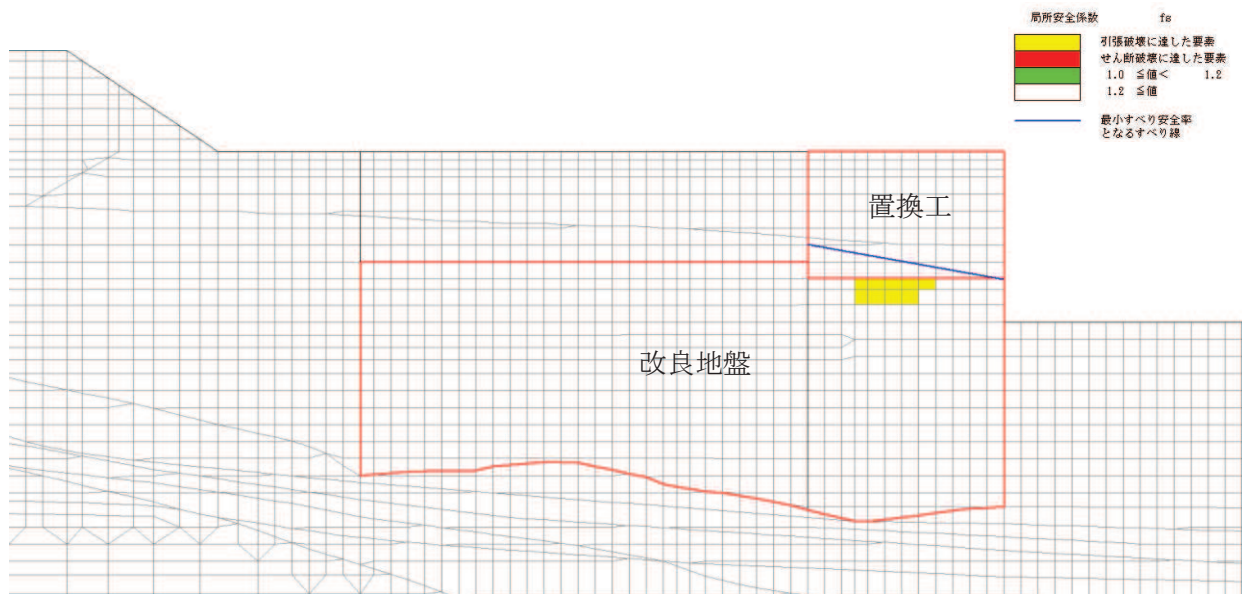 局所安全係数 fs
引張破壊に達した要素
せん断破壊に達した要素
1.0 ≦値< 1.2
1.2 ≦値
最小すべり安全率
となるすべり線
置換工
改良地盤